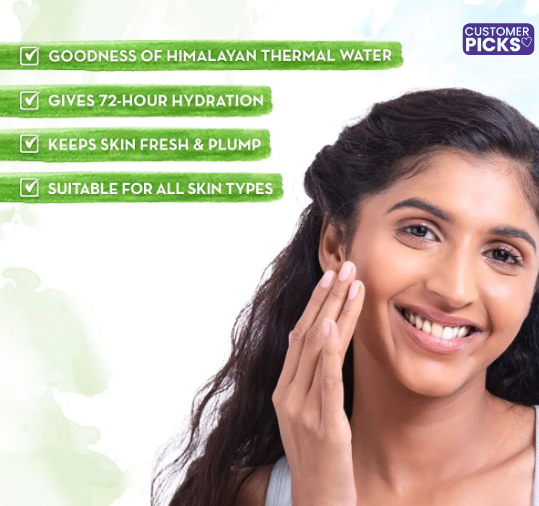 CUSTOMER
PICKS
GOODNESS OF HIMALAYAN THERMAL WATER
GIVES 72-HOUR HYDRATION
KEEPS SKIN FRESH & PLUMP
SUITABLE FOR ALL SKIN TYPES